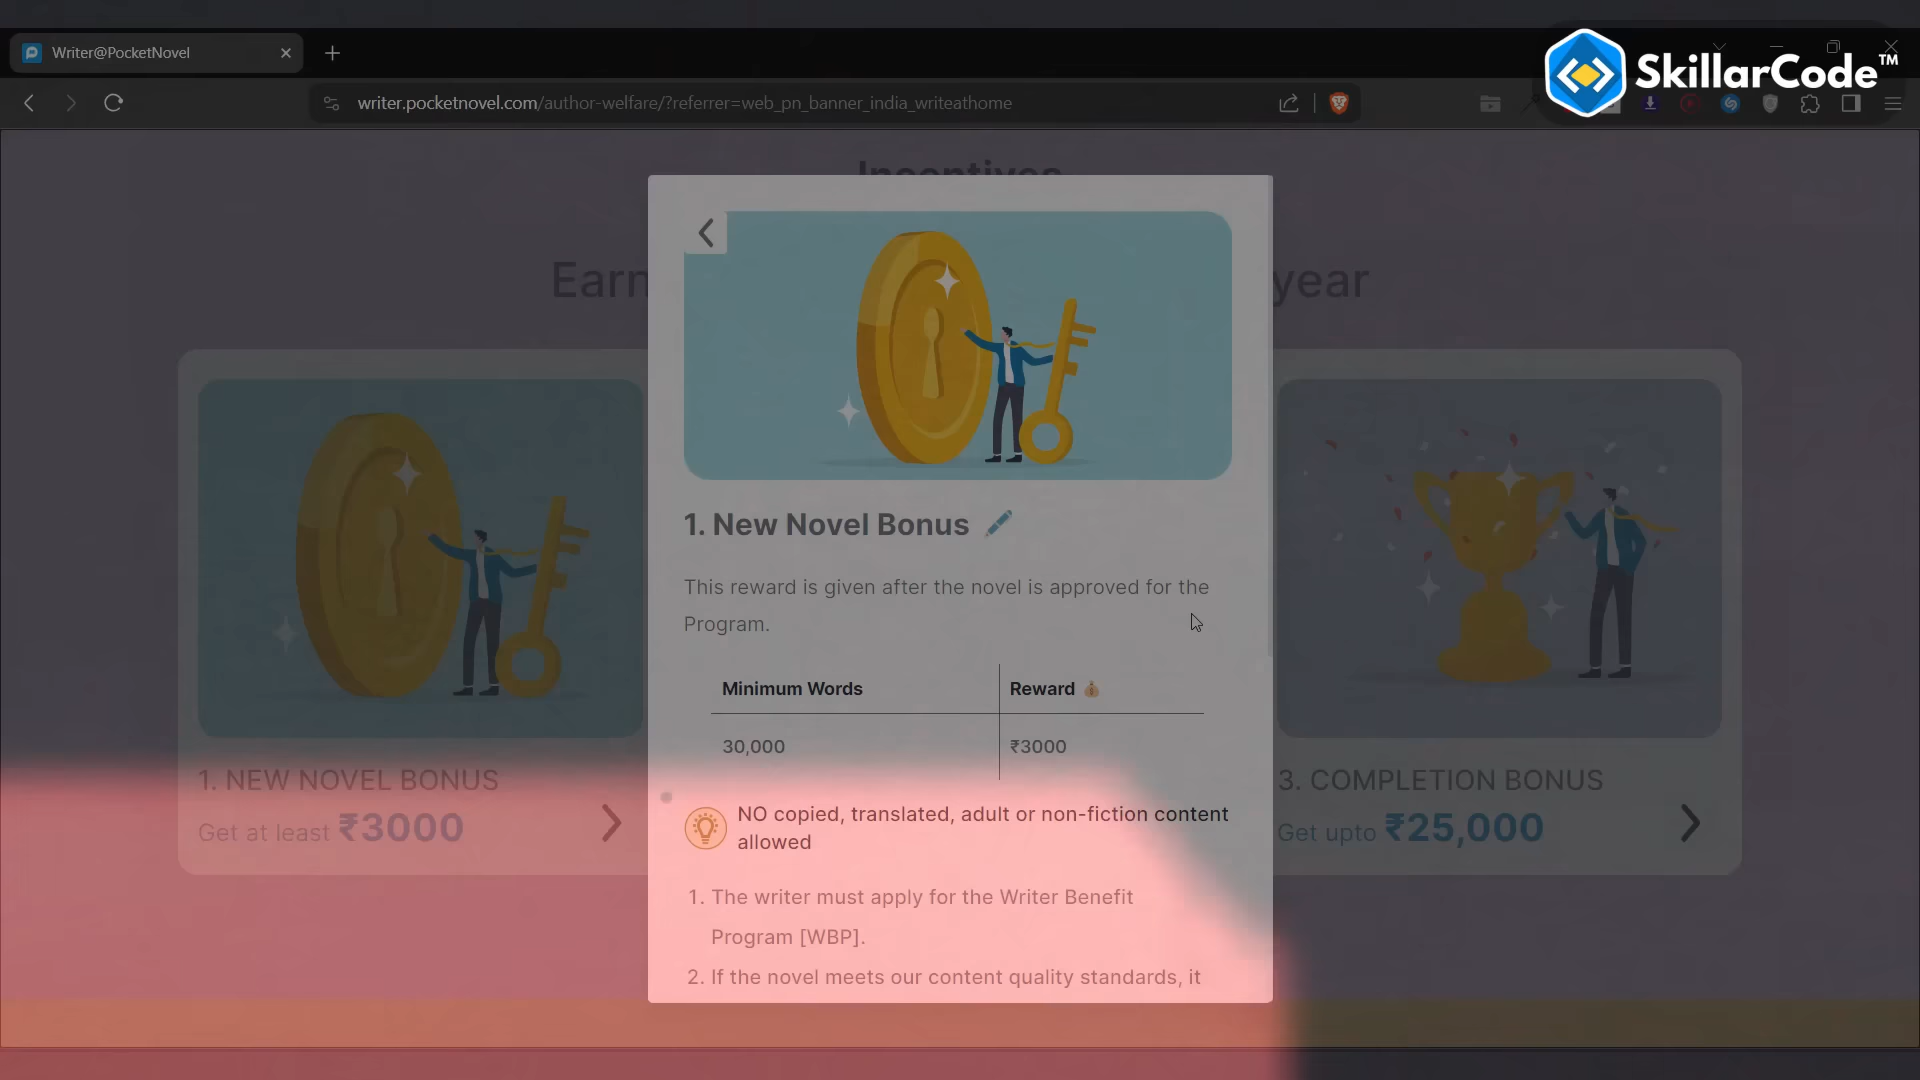 Writer@PocketNovel
SkillarCode™
writer.pocketnovel.com/author-welfare/?referrer=web_pn_banner_india_writeathome
Incentives
Earn
year
1. New Novel Bonus
This reward is given after the novel is approved for the
Program.
Minimum Words
Reward
30,000
₹3000
NO copied, translated, adult or non-fiction content
allowed
1. The writer must apply for the Writer Benefit
Program [WBP].
2. If the novel meets our content quality standards, it
1. NEW NOVEL BONUS
Get at least ₹3000
3. COMPLETION BONUS
Get upto ₹25,000